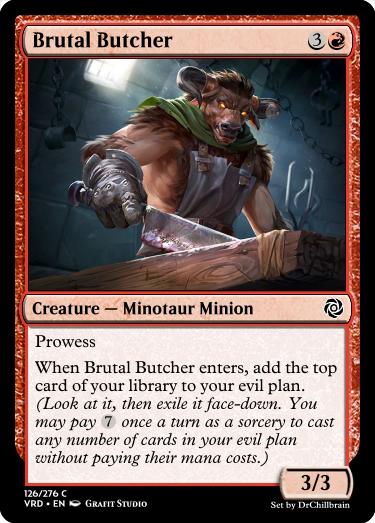 Brutal Butcher 3
Creature — Minotaur Minion
Prowess
When Brutal Butcher enters, add the top
card of your library to your evil plan.
(Look at it, then exile it face-down. You
may pay 7 once a turn as a sorcery to cast
any number of cards in your evil plan
without paying their mana costs.)
3/3
126/276 C
VRD • EN Grafit Studio
Set by DrChillbrain